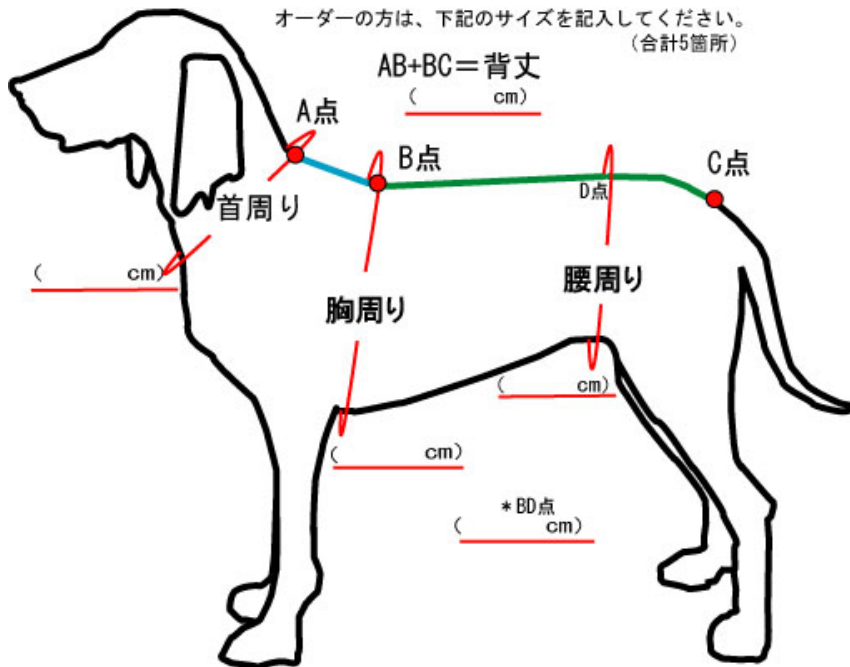 オーダーの方は、下記のサイズを記入してください。
(合計5箇所)
AB+BC=背丈
( cm)
A点
B点
C点
D点
首周り
( cm)
胸周り
腰周り
( cm)
( cm)
*BD点
( cm)